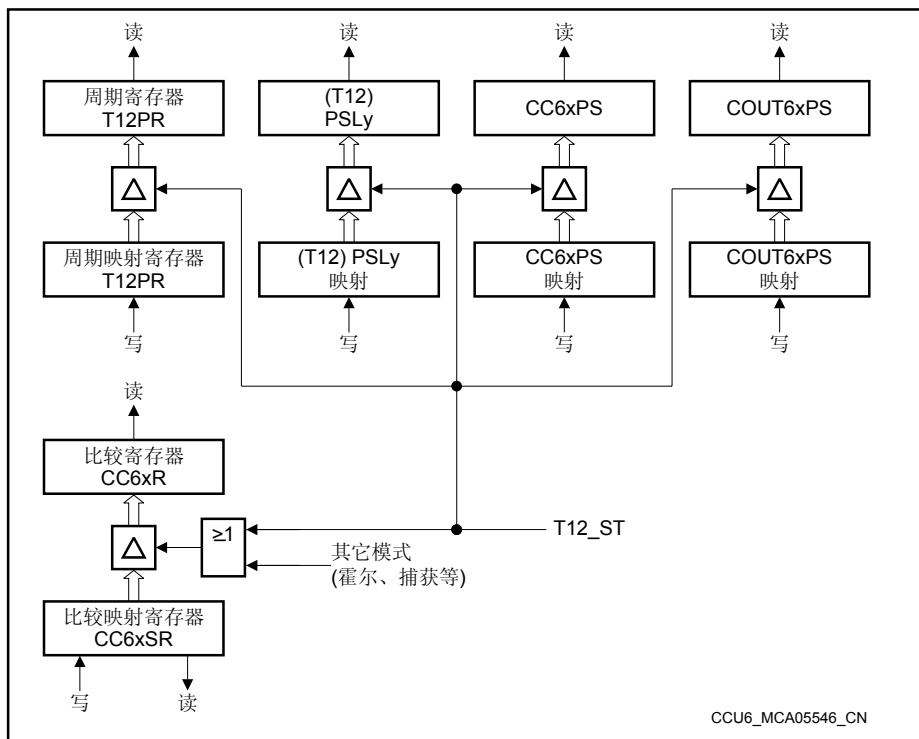 读
读
读
读
周期寄存器
T12PR
(T12)
PSLy
CC6xPS
COUT6xPS
周期映射寄存器
T12PR
(T12) PSLy
映射
CC6xPS
映射
COUT6xPS
映射
写
写
写
写
读
比较寄存器
CC6xR
≥1
T12_ST
其它模式
(霍尔、捕获等)
比较映射寄存器
CC6xSR
写
读
CCU6_MCA05546_CN